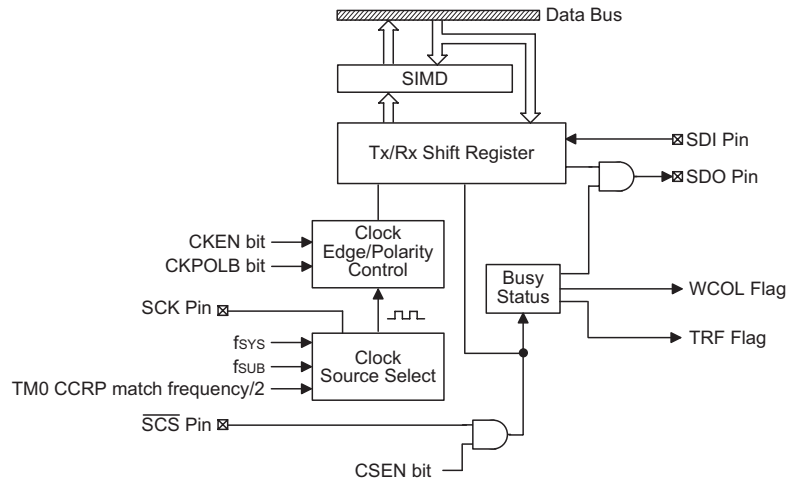 Data Bus
SIMD
Tx/Rx Shift Register
SDI Pin
SDO Pin
CKEN bit
CKPOLB bit
Clock
Edge/Polarity
Control
Busy
Status
WCOL Flag
TRF Flag
SCK Pin
fSYS
fSUB
TM0 CCRP match frequency/2
Clock
Source Select
SCS Pin
CSEN bit